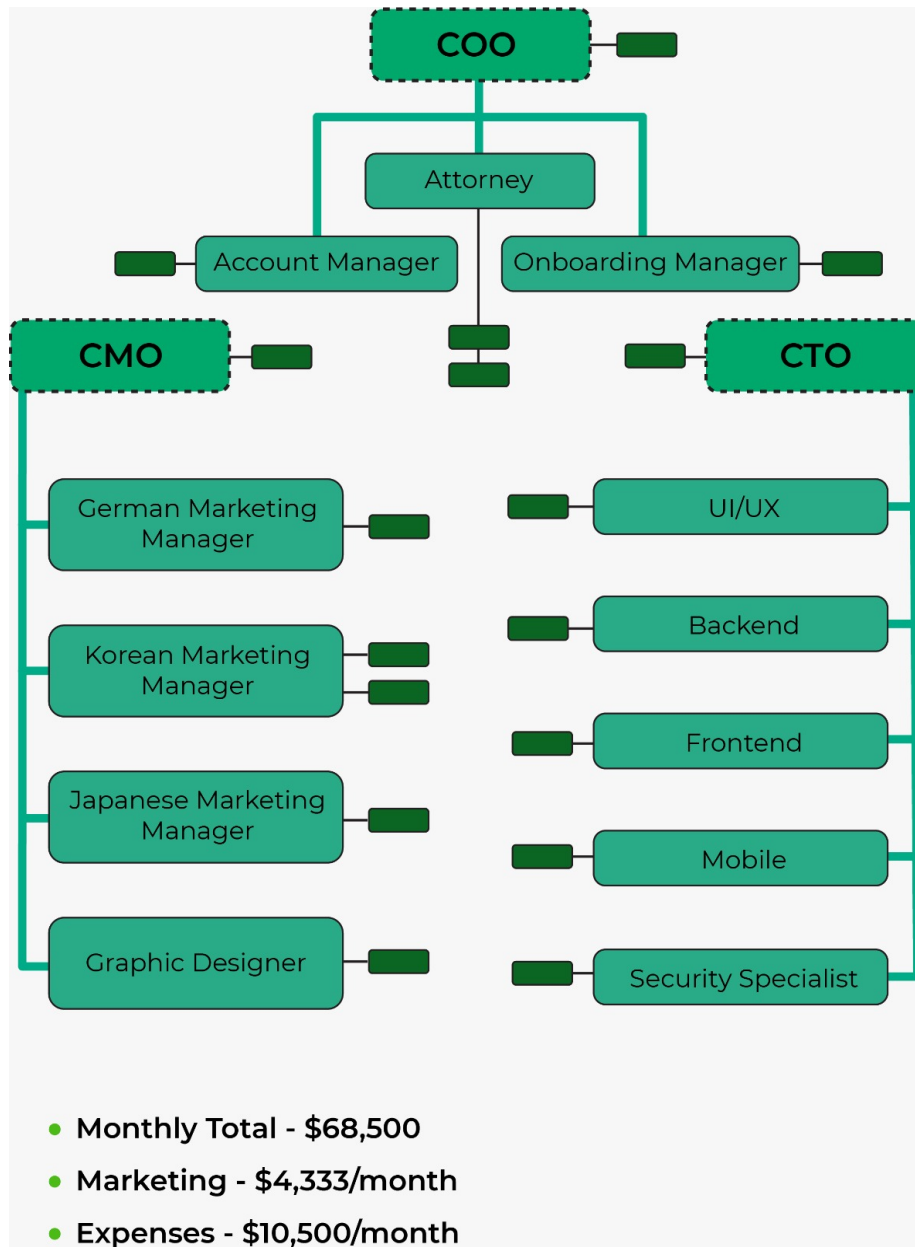 COO
Attorney
Account Manager
Onboarding Manager
CMO
CTO
German Marketing
Manager
Korean Marketing
Manager
Japanese Marketing
Manager
Graphic Designer
UI/UX
Backend
Frontend
Mobile
Security Specialist
• Monthly Total - $68,500
• Marketing - $4,333/month
• Expenses - $10,500/month